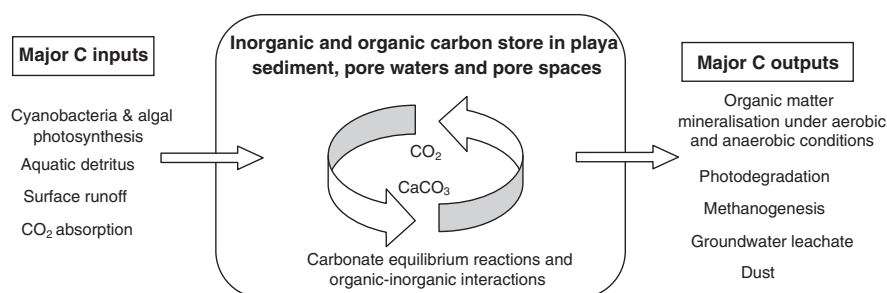 Major C inputs
Cyanobacteria & algal
photosynthesis
Aquatic detritus
Surface runoff
CO₂ absorption
Inorganic and organic carbon store in playa
sediment, pore waters and pore spaces
CO₂
CaCO₃
Carbonate equilibrium reactions and
organic-inorganic interactions
Major C outputs
Organic matter
mineralisation under aerobic
and anaerobic conditions
Photodegradation
Methanogenesis
Groundwater leachate
Dust